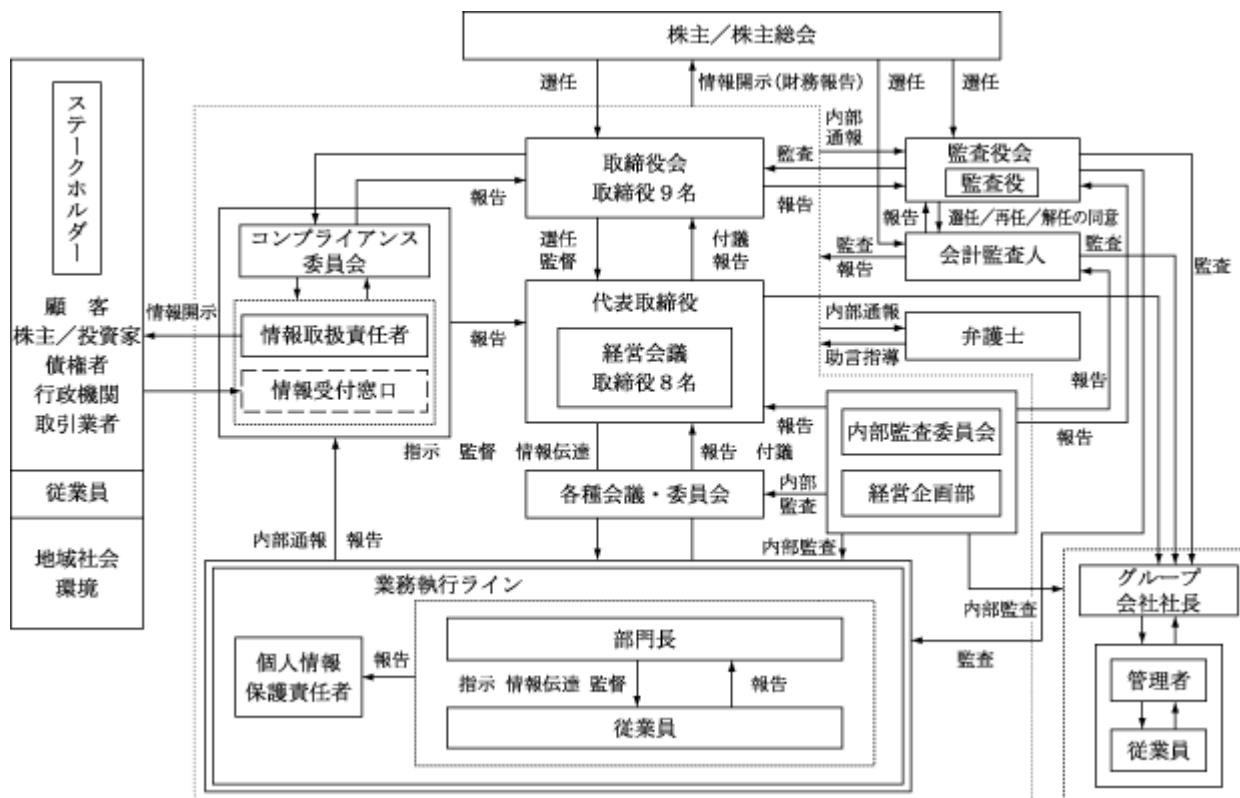 株主／株主総会
選任
情報開示(財務報告)
選任
選任
ステークホルダー
顧　客
株主／投資家
債権者
行政機関
取引業者
従業員
地域社会
環境
取締役会
取締役９名
監査
内部
通報
報告
監査役会
監査役
報告
選任／再任／解任の同意
会計監査人
監査
報告
監査
監査
報告
コンプライアンス
委員会
情報取扱責任者
情報受付窓口
情報開示
選任
監督
付議
報告
代表取締役
経営会議
取締役８名
報告
内部通報
助言指導
弁護士
報告
報告
報告
内部監査委員会
経営企画部
指示　監督　情報伝達
報告　付議
各種会議・委員会
内部
監査
内部監査
内部監査
監査
内部通報
報告
業務執行ライン
個人情報
保護責任者
報告
部門長
指示 情報伝達 監督
報告
従業員
グループ
会社社長
管理者
従業員